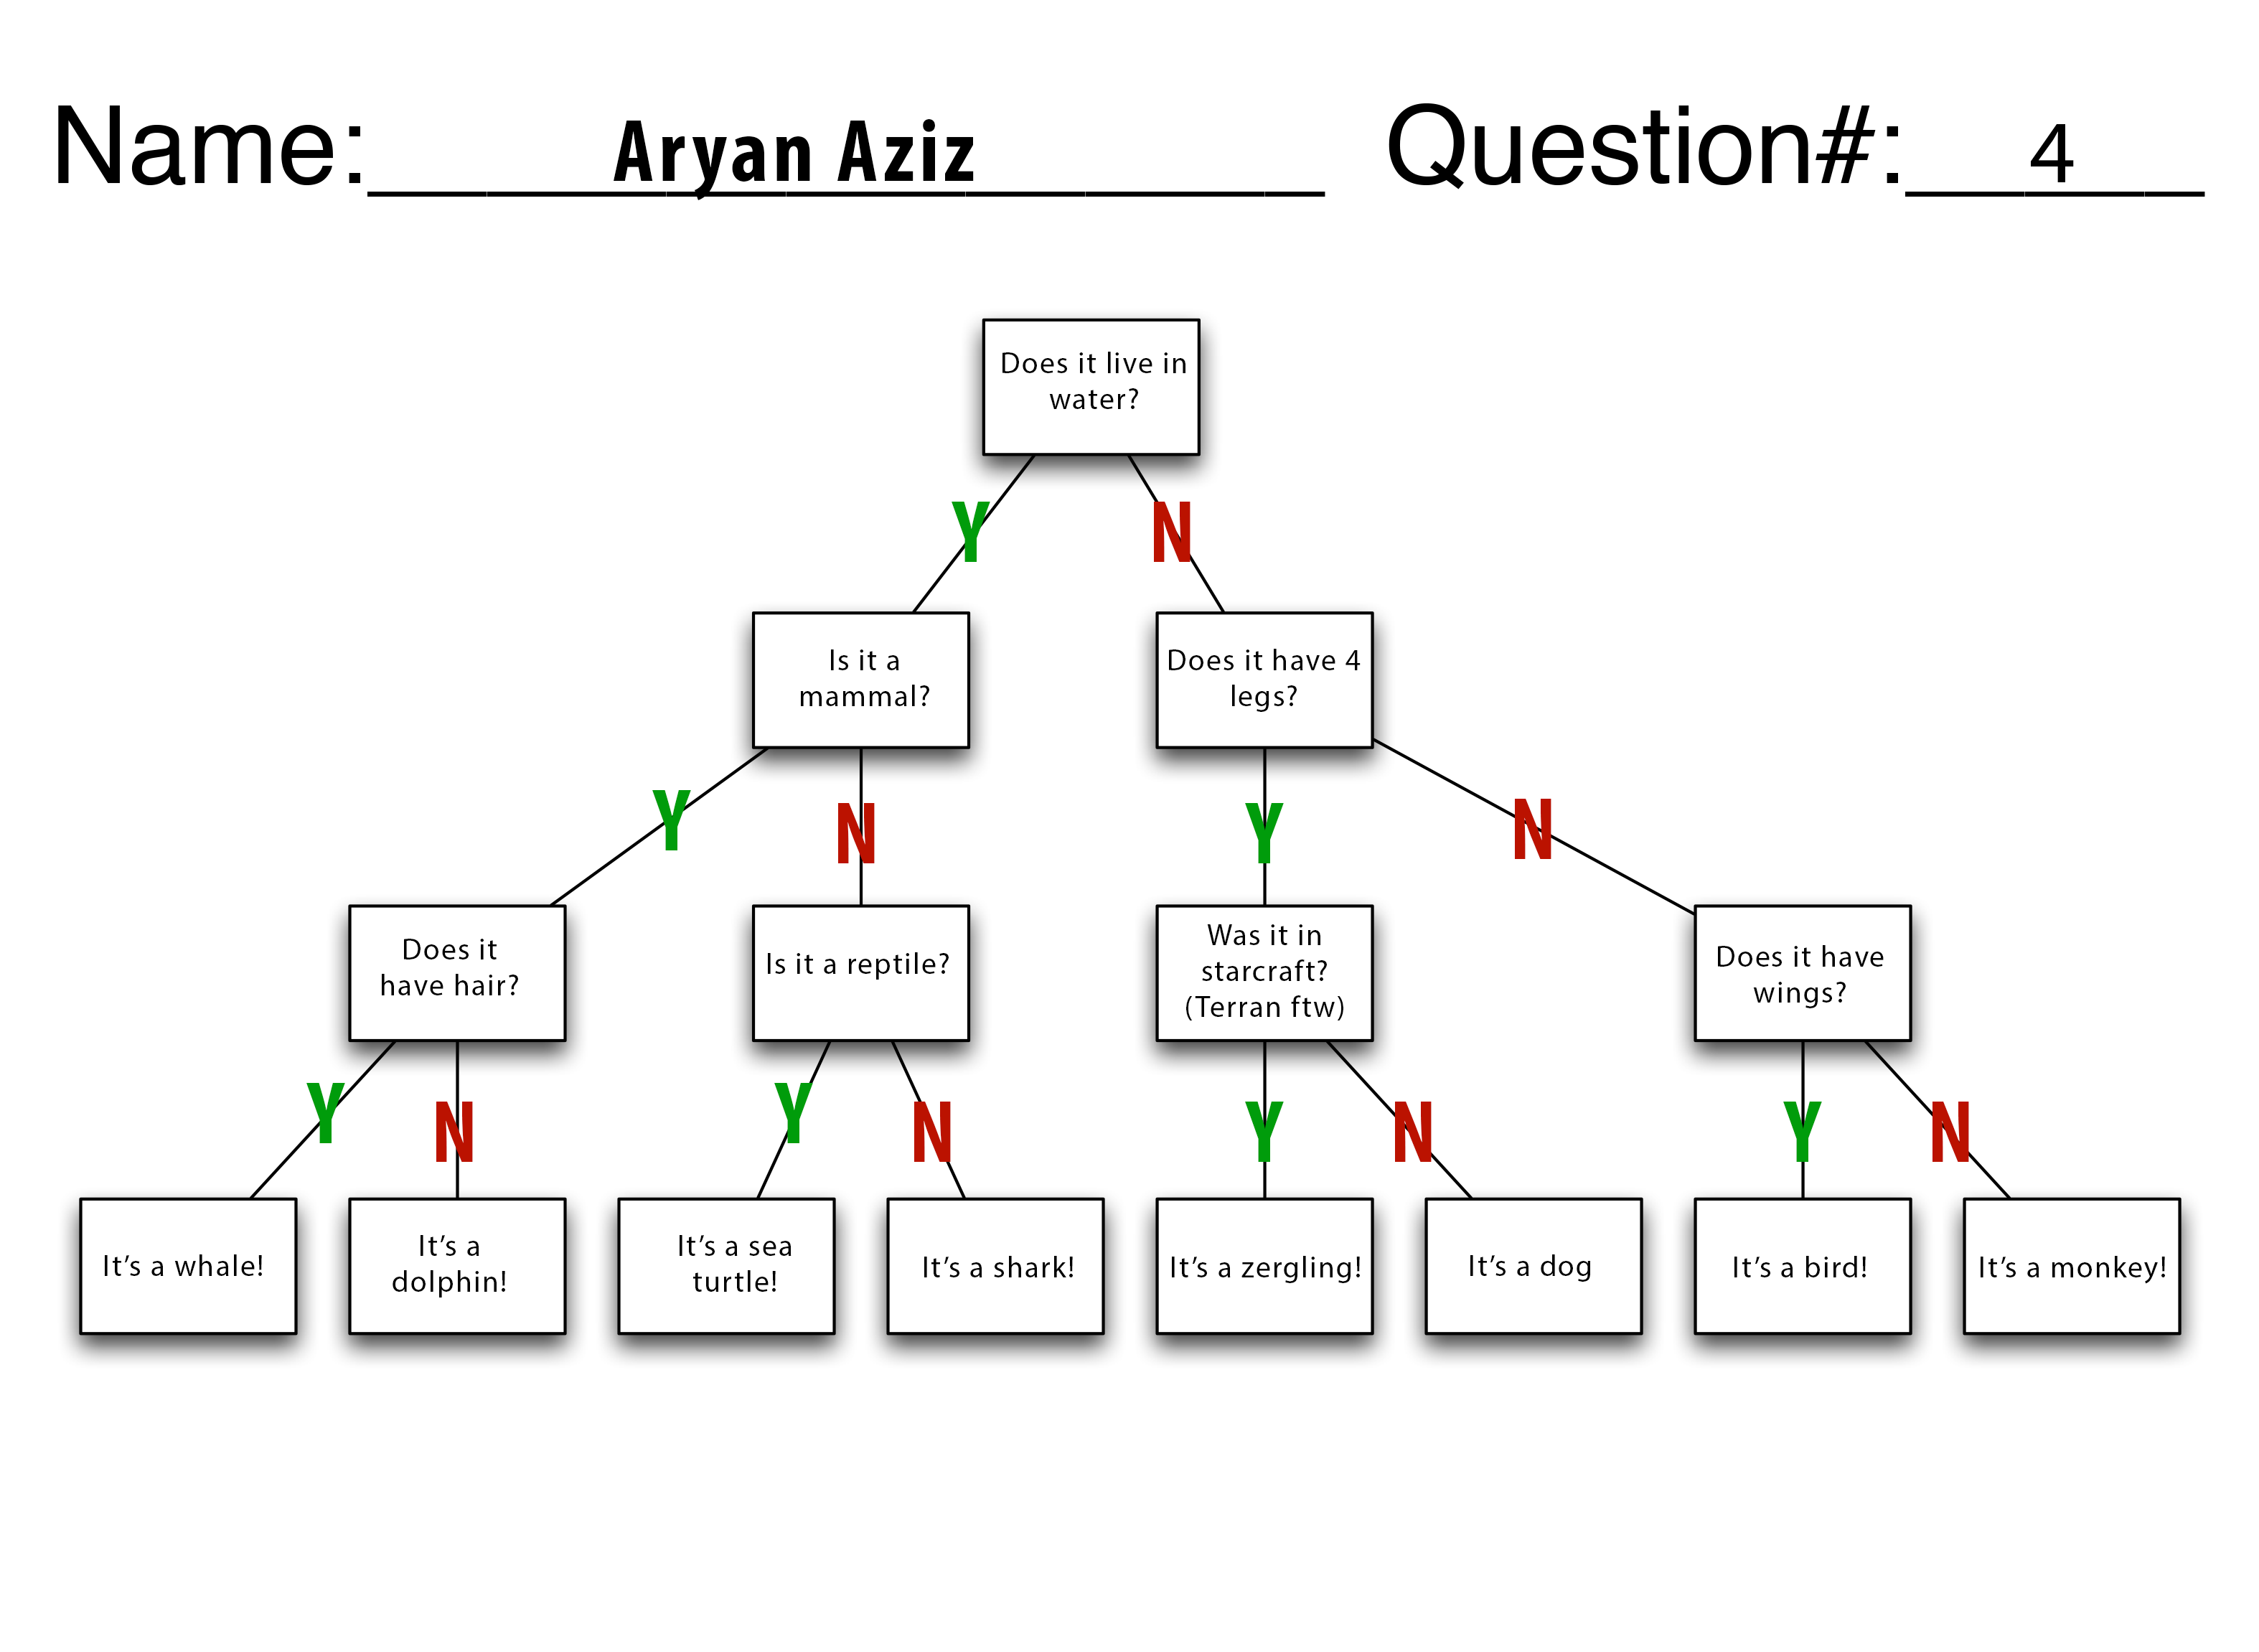 Name:________________ Question#:_____
Aryan Aziz
4
Does it live in
water?
Y
N
Is it a
mammal?
Does it have 4
legs?
Y
N
Y
N
Does it
have hair?
Is it a reptile?
Was it in
starcraft?
(Terran ftw)
Does it have
wings?
Y
N
Y
N
Y
N
Y
N
It's a whale!
It's a
dolphin!
It's a sea
turtle!
It's a shark!
It's a zergling!
It's a dog
It's a bird!
It's a monkey!